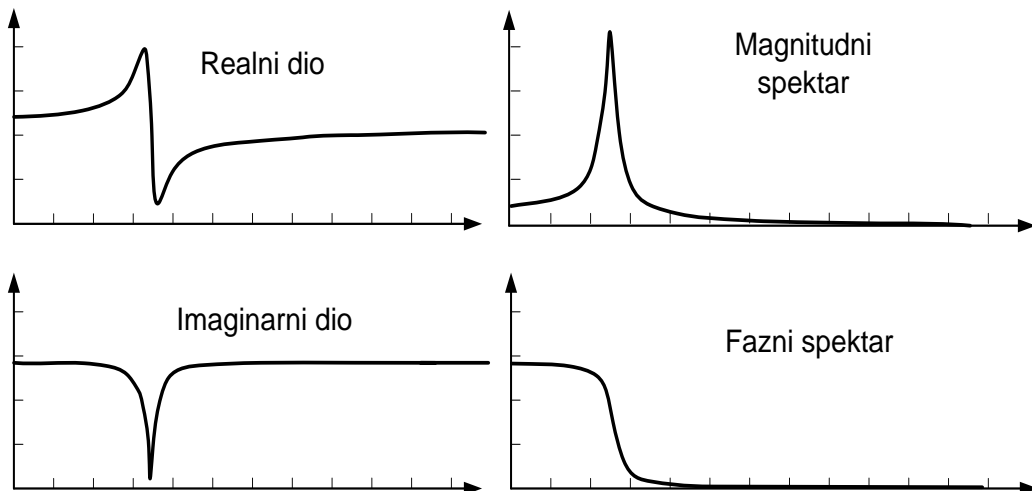 Realni dio
Magnitudni
spektar
Imaginarni dio
Fazni spektar